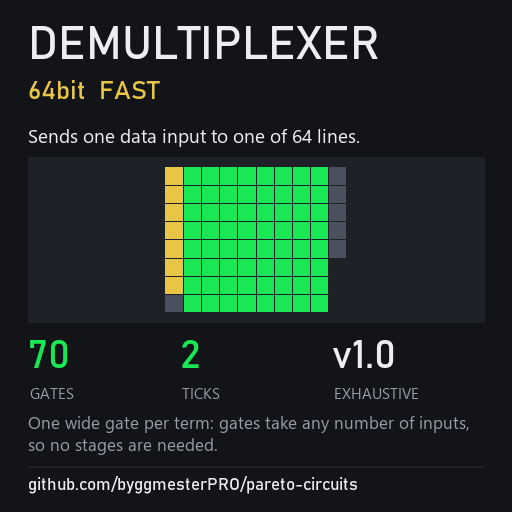 DEMULTIPLEXER
64bit FAST
Sends one data input to one of 64 lines.
70 2 v1.0
GATES TICKS EXHAUSTIVE
One wide gate per term: gates take any number of inputs,
so no stages are needed.
github.com/byggmesterPRO/pareto-circuits